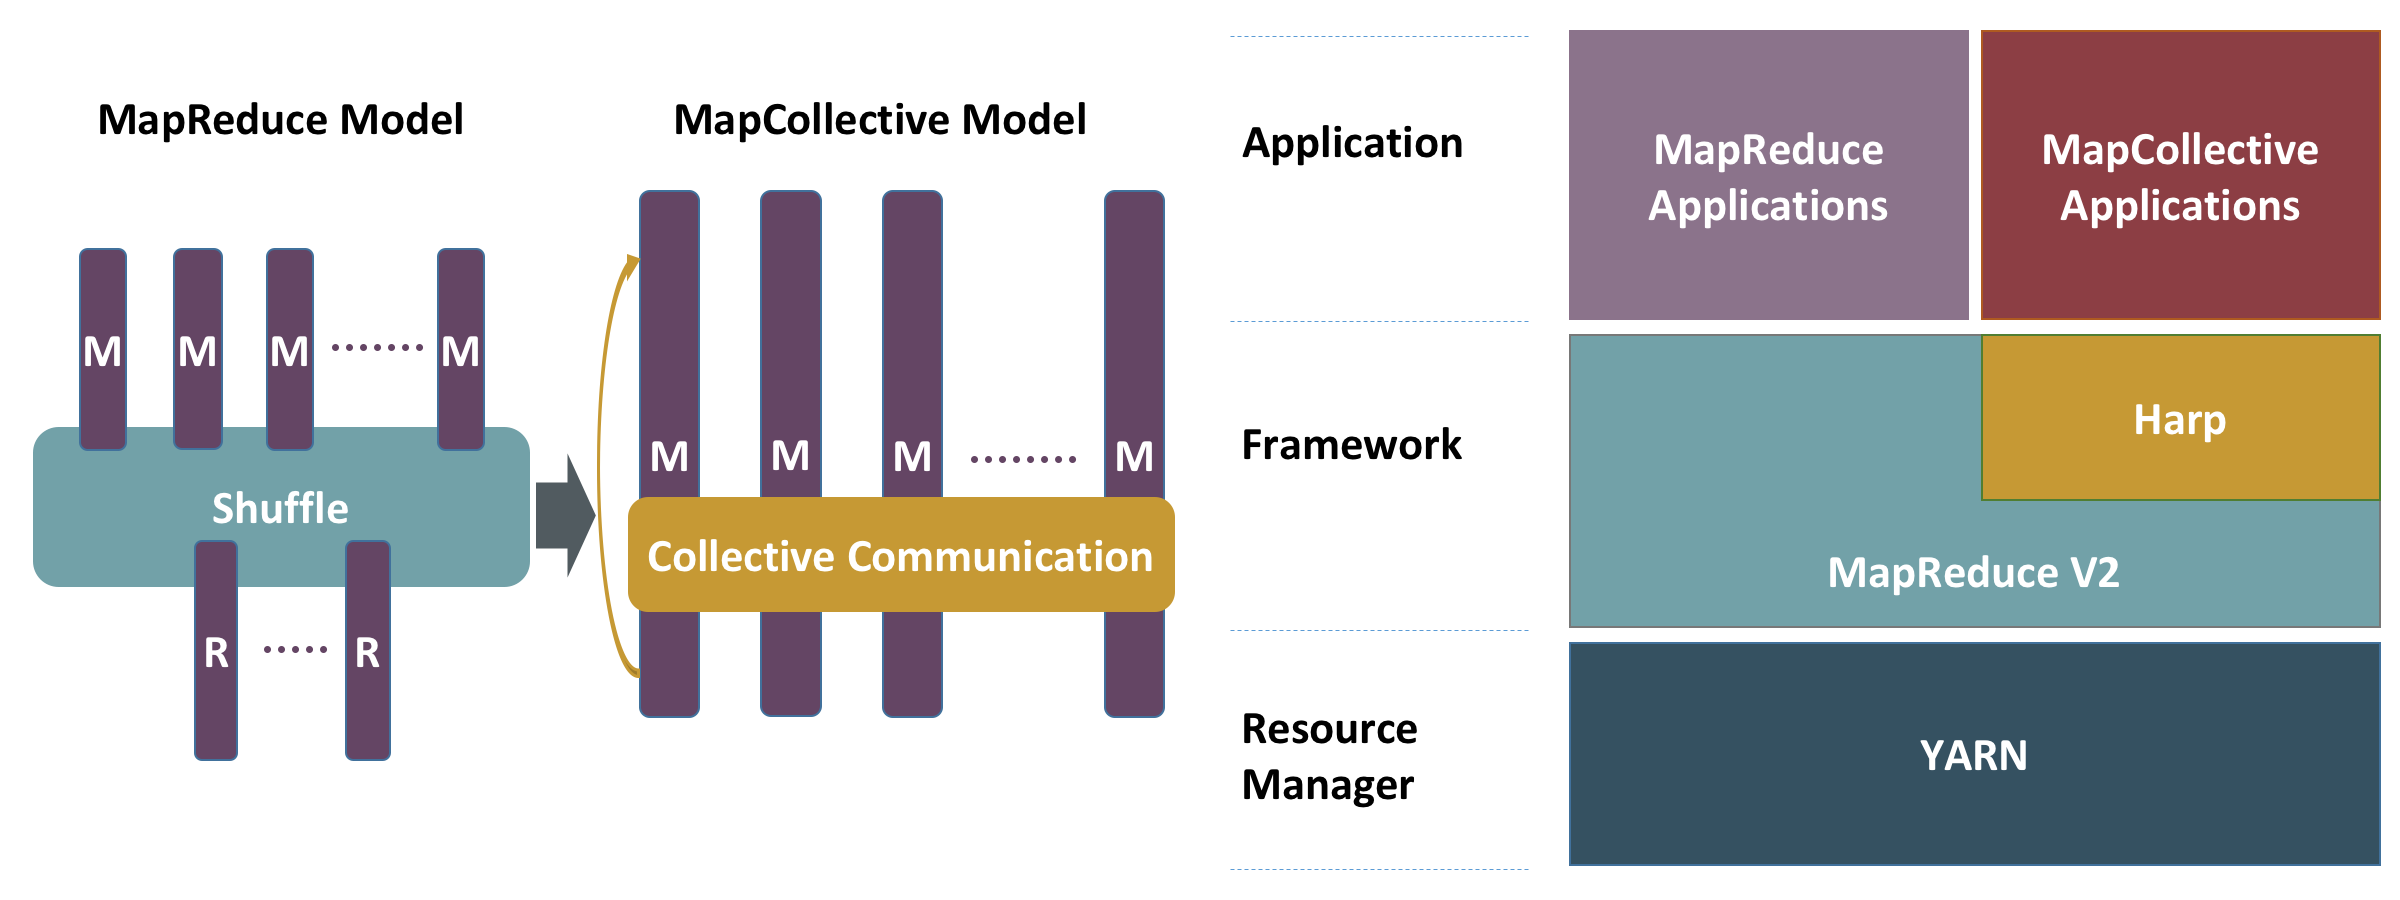 MapReduce Model
M M M ······· M
Shuffle
R ····· R
MapCollective Model
M M M ········ M
Collective Communication
Application
MapReduce
Applications
MapCollective
Applications
Framework
Harp
MapReduce V2
Resource
Manager
YARN